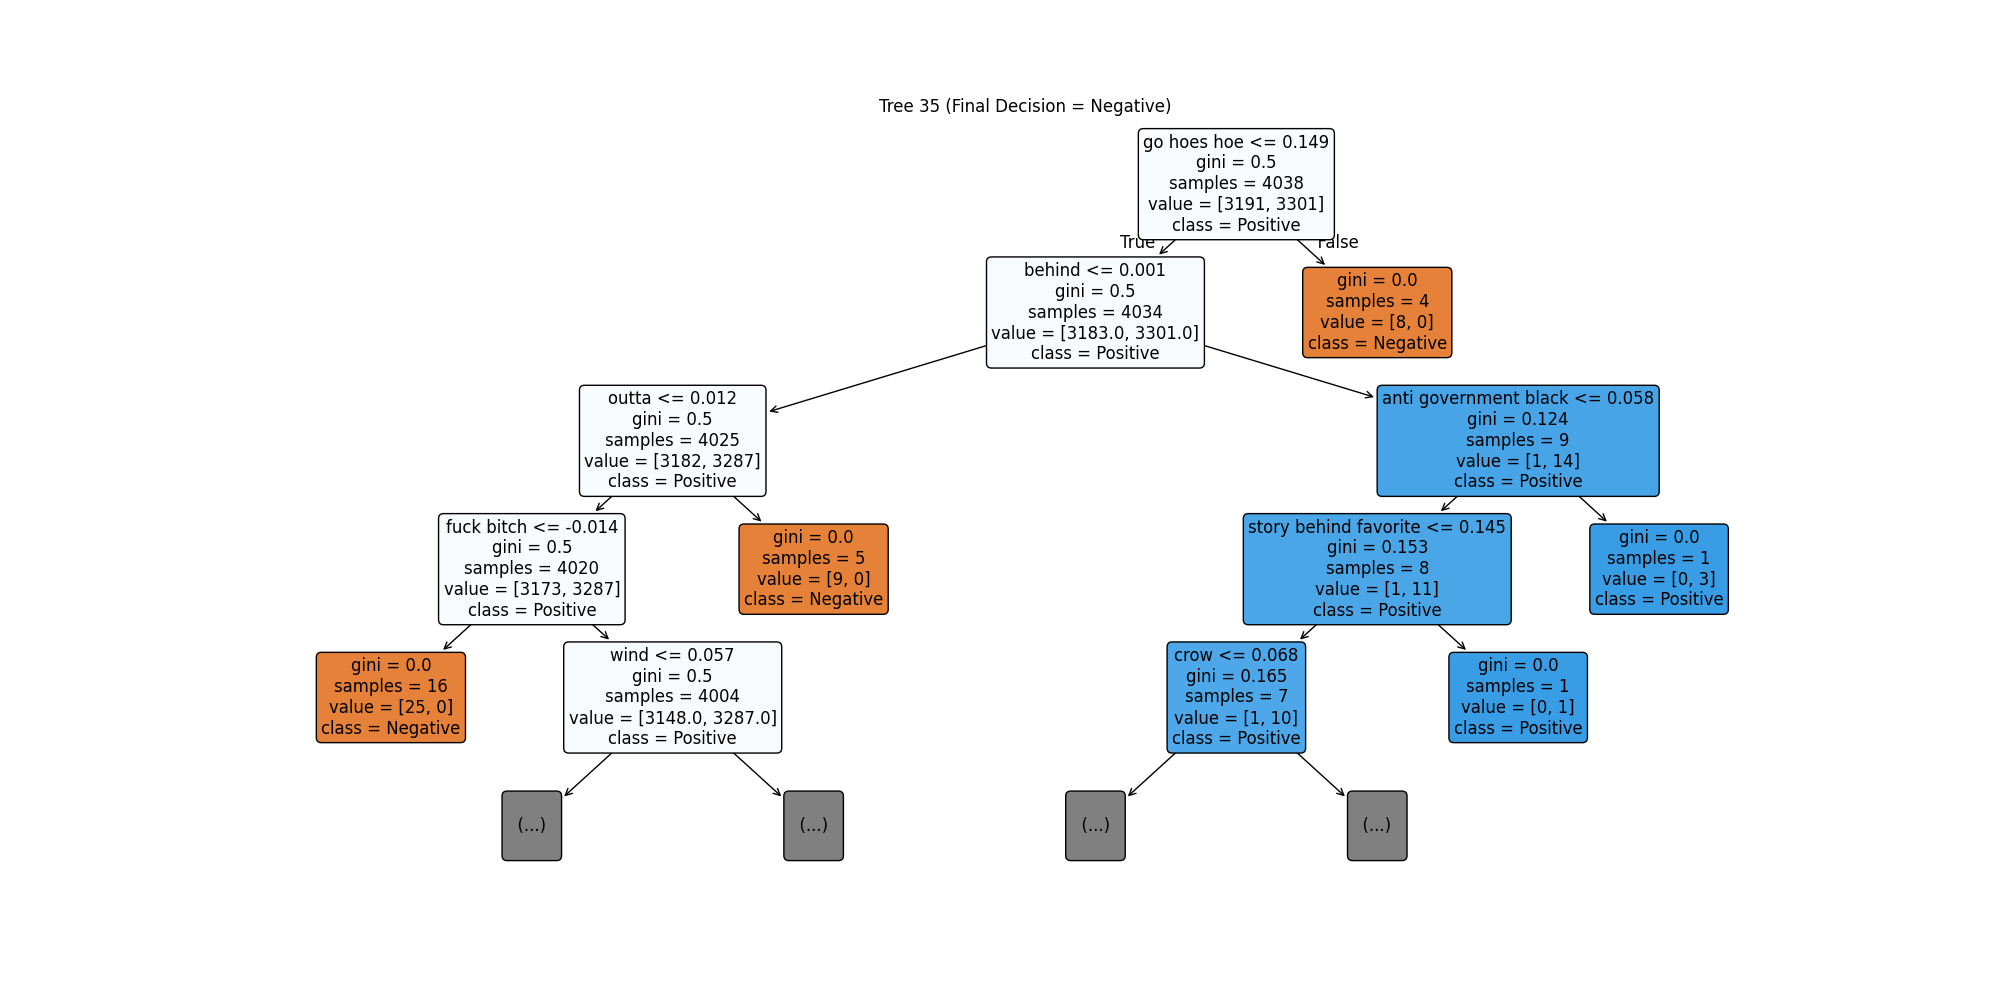 Tree 35 (Final Decision = Negative)
go hoes hoe <= 0.149
gini = 0.5
samples = 4038
value = [3191, 3301]
class = Positive
True
False
behind <= 0.001
gini = 0.5
samples = 4034
value = [3183.0, 3301.0]
class = Positive
gini = 0.0
samples = 4
value = [8, 0]
class = Negative
outta <= 0.012
gini = 0.5
samples = 4025
value = [3182, 3287]
class = Positive
anti government black <= 0.058
gini = 0.124
samples = 9
value = [1, 14]
class = Positive
fuck bitch <= -0.014
gini = 0.5
samples = 4020
value = [3173, 3287]
class = Positive
gini = 0.0
samples = 5
value = [9, 0]
class = Negative
story behind favorite <= 0.145
gini = 0.153
samples = 8
value = [1, 11]
class = Positive
gini = 0.0
samples = 1
value = [0, 3]
class = Positive
gini = 0.0
samples = 16
value = [25, 0]
class = Negative
wind <= 0.057
gini = 0.5
samples = 4004
value = [3148.0, 3287.0]
class = Positive
crow <= 0.068
gini = 0.165
samples = 7
value = [1, 10]
class = Positive
gini = 0.0
samples = 1
value = [0, 1]
class = Positive
(...)
(...)
(...)
(...)